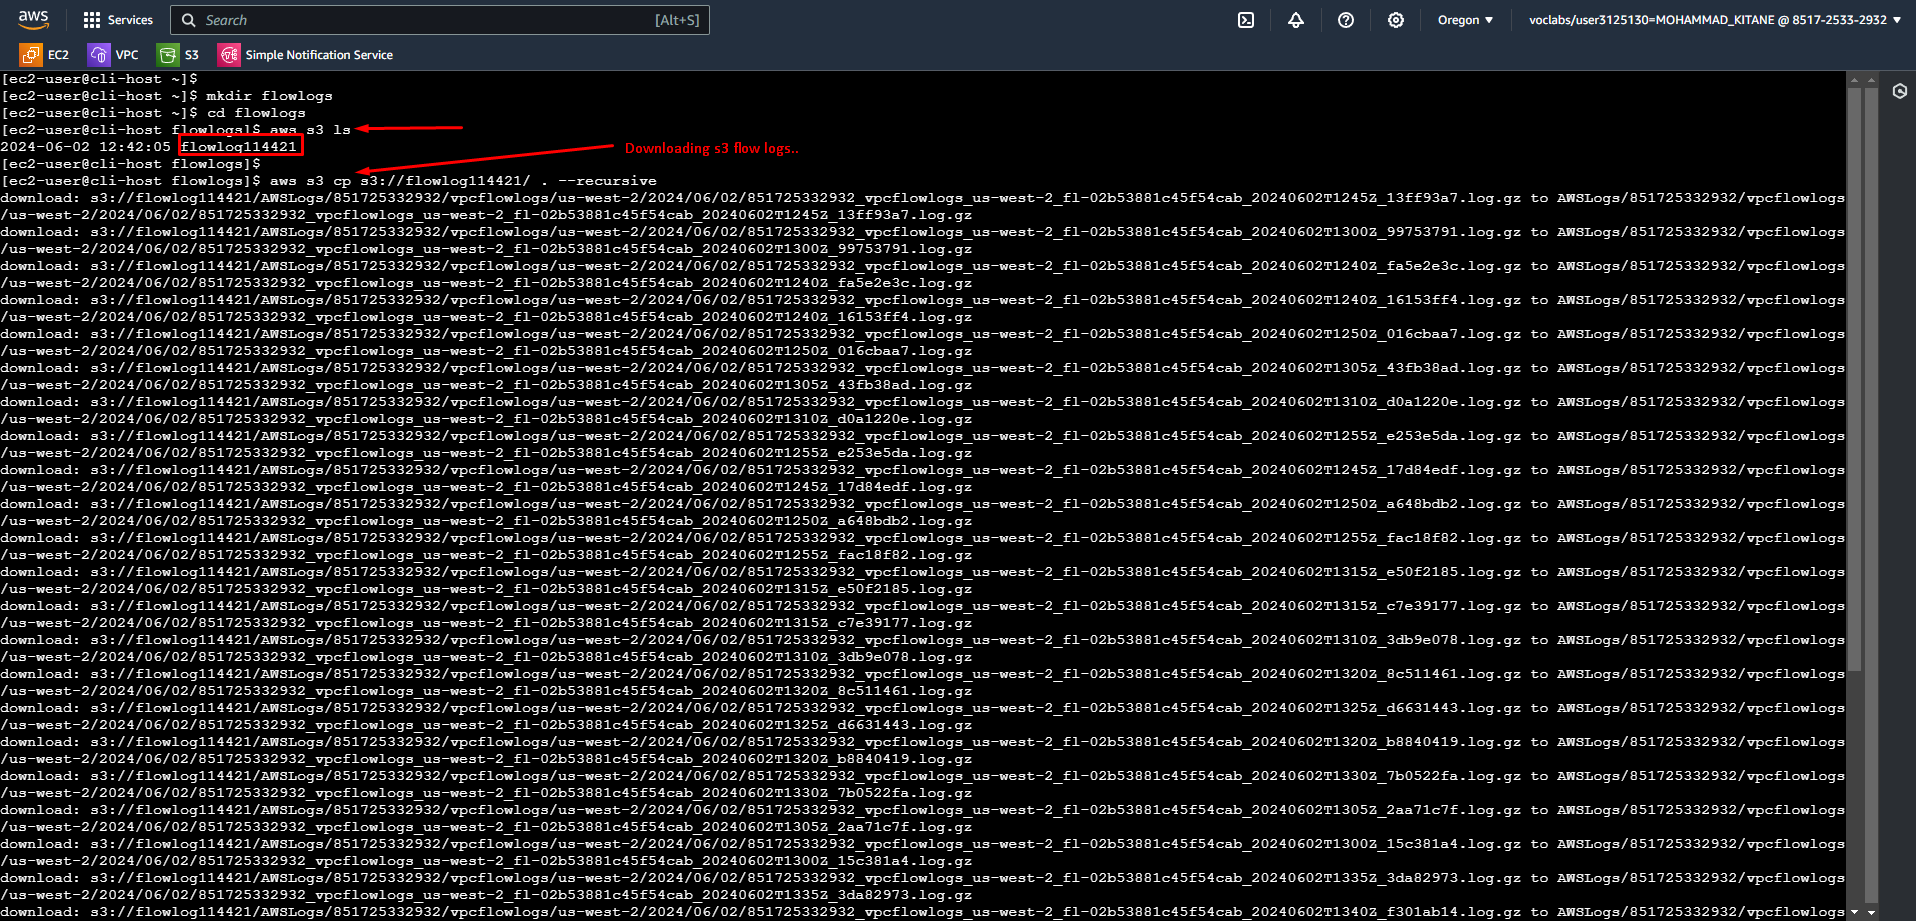 aws Services Search [Alt+S] Oregon ▼ voclabs/user3125130=MOHAMMAD_KITANE @ 8517-2533-2932 ▼
EC2 VPC S3 Simple Notification Service
[ec2-user@cli-host ~]$
[ec2-user@cli-host ~]$ mkdir flowlogs
[ec2-user@cli-host ~]$ cd flowlogs
[ec2-user@cli-host flowlogs]$ aws s3 ls
2024-06-02 12:42:05 flowlog114421
Downloading s3 flow logs..
[ec2-user@cli-host flowlogs]$
[ec2-user@cli-host flowlogs]$ aws s3 cp s3://flowlog114421/ . --recursive
download: s3://flowlog114421/AWSLogs/851725332932/vpcflowlogs/us-west-2/2024/06/02/851725332932_vpcflowlogs_us-west-2_fl-02b53881c45f54cab_20240602T1245Z_13ff93a7.log.gz to AWSLogs/851725332932/vpcflowlogs
/us-west-2/2024/06/02/851725332932_vpcflowlogs_us-west-2_fl-02b53881c45f54cab_20240602T1245Z_13ff93a7.log.gz
download: s3://flowlog114421/AWSLogs/851725332932/vpcflowlogs/us-west-2/2024/06/02/851725332932_vpcflowlogs_us-west-2_fl-02b53881c45f54cab_20240602T1300Z_99753791.log.gz to AWSLogs/851725332932/vpcflowlogs
/us-west-2/2024/06/02/851725332932_vpcflowlogs_us-west-2_fl-02b53881c45f54cab_20240602T1300Z_99753791.log.gz
download: s3://flowlog114421/AWSLogs/851725332932/vpcflowlogs/us-west-2/2024/06/02/851725332932_vpcflowlogs_us-west-2_fl-02b53881c45f54cab_20240602T1240Z_fa5e2e3c.log.gz to AWSLogs/851725332932/vpcflowlogs
/us-west-2/2024/06/02/851725332932_vpcflowlogs_us-west-2_fl-02b53881c45f54cab_20240602T1240Z_fa5e2e3c.log.gz
download: s3://flowlog114421/AWSLogs/851725332932/vpcflowlogs/us-west-2/2024/06/02/851725332932_vpcflowlogs_us-west-2_fl-02b53881c45f54cab_20240602T1240Z_16153ff4.log.gz to AWSLogs/851725332932/vpcflowlogs
/us-west-2/2024/06/02/851725332932_vpcflowlogs_us-west-2_fl-02b53881c45f54cab_20240602T1240Z_16153ff4.log.gz
download: s3://flowlog114421/AWSLogs/851725332932/vpcflowlogs/us-west-2/2024/06/02/851725332932_vpcflowlogs_us-west-2_fl-02b53881c45f54cab_20240602T1250Z_016cbaa7.log.gz to AWSLogs/851725332932/vpcflowlogs
/us-west-2/2024/06/02/851725332932_vpcflowlogs_us-west-2_fl-02b53881c45f54cab_20240602T1250Z_016cbaa7.log.gz
download: s3://flowlog114421/AWSLogs/851725332932/vpcflowlogs/us-west-2/2024/06/02/851725332932_vpcflowlogs_us-west-2_fl-02b53881c45f54cab_20240602T1305Z_43fb38ad.log.gz to AWSLogs/851725332932/vpcflowlogs
/us-west-2/2024/06/02/851725332932_vpcflowlogs_us-west-2_fl-02b53881c45f54cab_20240602T1305Z_43fb38ad.log.gz
download: s3://flowlog114421/AWSLogs/851725332932/vpcflowlogs/us-west-2/2024/06/02/851725332932_vpcflowlogs_us-west-2_fl-02b53881c45f54cab_20240602T1310Z_d0a1220e.log.gz to AWSLogs/851725332932/vpcflowlogs
/us-west-2/2024/06/02/851725332932_vpcflowlogs_us-west-2_fl-02b53881c45f54cab_20240602T1310Z_d0a1220e.log.gz
download: s3://flowlog114421/AWSLogs/851725332932/vpcflowlogs/us-west-2/2024/06/02/851725332932_vpcflowlogs_us-west-2_fl-02b53881c45f54cab_20240602T1255Z_e253e5da.log.gz to AWSLogs/851725332932/vpcflowlogs
/us-west-2/2024/06/02/851725332932_vpcflowlogs_us-west-2_fl-02b53881c45f54cab_20240602T1255Z_e253e5da.log.gz
download: s3://flowlog114421/AWSLogs/851725332932/vpcflowlogs/us-west-2/2024/06/02/851725332932_vpcflowlogs_us-west-2_fl-02b53881c45f54cab_20240602T1245Z_17d84edf.log.gz to AWSLogs/851725332932/vpcflowlogs
/us-west-2/2024/06/02/851725332932_vpcflowlogs_us-west-2_fl-02b53881c45f54cab_20240602T1245Z_17d84edf.log.gz
download: s3://flowlog114421/AWSLogs/851725332932/vpcflowlogs/us-west-2/2024/06/02/851725332932_vpcflowlogs_us-west-2_fl-02b53881c45f54cab_20240602T1250Z_a648bdb2.log.gz to AWSLogs/851725332932/vpcflowlogs
/us-west-2/2024/06/02/851725332932_vpcflowlogs_us-west-2_fl-02b53881c45f54cab_20240602T1250Z_a648bdb2.log.gz
download: s3://flowlog114421/AWSLogs/851725332932/vpcflowlogs/us-west-2/2024/06/02/851725332932_vpcflowlogs_us-west-2_fl-02b53881c45f54cab_20240602T1255Z_fac18f82.log.gz to AWSLogs/851725332932/vpcflowlogs
/us-west-2/2024/06/02/851725332932_vpcflowlogs_us-west-2_fl-02b53881c45f54cab_20240602T1255Z_fac18f82.log.gz
download: s3://flowlog114421/AWSLogs/851725332932/vpcflowlogs/us-west-2/2024/06/02/851725332932_vpcflowlogs_us-west-2_fl-02b53881c45f54cab_20240602T1315Z_e50f2185.log.gz to AWSLogs/851725332932/vpcflowlogs
/us-west-2/2024/06/02/851725332932_vpcflowlogs_us-west-2_fl-02b53881c45f54cab_20240602T1315Z_e50f2185.log.gz
download: s3://flowlog114421/AWSLogs/851725332932/vpcflowlogs/us-west-2/2024/06/02/851725332932_vpcflowlogs_us-west-2_fl-02b53881c45f54cab_20240602T1315Z_c7e39177.log.gz to AWSLogs/851725332932/vpcflowlogs
/us-west-2/2024/06/02/851725332932_vpcflowlogs_us-west-2_fl-02b53881c45f54cab_20240602T1315Z_c7e39177.log.gz
download: s3://flowlog114421/AWSLogs/851725332932/vpcflowlogs/us-west-2/2024/06/02/851725332932_vpcflowlogs_us-west-2_fl-02b53881c45f54cab_20240602T1310Z_3db9e078.log.gz to AWSLogs/851725332932/vpcflowlogs
/us-west-2/2024/06/02/851725332932_vpcflowlogs_us-west-2_fl-02b53881c45f54cab_20240602T1310Z_3db9e078.log.gz
download: s3://flowlog114421/AWSLogs/851725332932/vpcflowlogs/us-west-2/2024/06/02/851725332932_vpcflowlogs_us-west-2_fl-02b53881c45f54cab_20240602T1320Z_8c511461.log.gz to AWSLogs/851725332932/vpcflowlogs
/us-west-2/2024/06/02/851725332932_vpcflowlogs_us-west-2_fl-02b53881c45f54cab_20240602T1320Z_8c511461.log.gz
download: s3://flowlog114421/AWSLogs/851725332932/vpcflowlogs/us-west-2/2024/06/02/851725332932_vpcflowlogs_us-west-2_fl-02b53881c45f54cab_20240602T1325Z_d6631443.log.gz to AWSLogs/851725332932/vpcflowlogs
/us-west-2/2024/06/02/851725332932_vpcflowlogs_us-west-2_fl-02b53881c45f54cab_20240602T1325Z_d6631443.log.gz
download: s3://flowlog114421/AWSLogs/851725332932/vpcflowlogs/us-west-2/2024/06/02/851725332932_vpcflowlogs_us-west-2_fl-02b53881c45f54cab_20240602T1320Z_b8840419.log.gz to AWSLogs/851725332932/vpcflowlogs
/us-west-2/2024/06/02/851725332932_vpcflowlogs_us-west-2_fl-02b53881c45f54cab_20240602T1320Z_b8840419.log.gz
download: s3://flowlog114421/AWSLogs/851725332932/vpcflowlogs/us-west-2/2024/06/02/851725332932_vpcflowlogs_us-west-2_fl-02b53881c45f54cab_20240602T1330Z_7b0522fa.log.gz to AWSLogs/851725332932/vpcflowlogs
/us-west-2/2024/06/02/851725332932_vpcflowlogs_us-west-2_fl-02b53881c45f54cab_20240602T1330Z_7b0522fa.log.gz
download: s3://flowlog114421/AWSLogs/851725332932/vpcflowlogs/us-west-2/2024/06/02/851725332932_vpcflowlogs_us-west-2_fl-02b53881c45f54cab_20240602T1305Z_2aa71c7f.log.gz to AWSLogs/851725332932/vpcflowlogs
/us-west-2/2024/06/02/851725332932_vpcflowlogs_us-west-2_fl-02b53881c45f54cab_20240602T1305Z_2aa71c7f.log.gz
download: s3://flowlog114421/AWSLogs/851725332932/vpcflowlogs/us-west-2/2024/06/02/851725332932_vpcflowlogs_us-west-2_fl-02b53881c45f54cab_20240602T1300Z_15c381a4.log.gz to AWSLogs/851725332932/vpcflowlogs
/us-west-2/2024/06/02/851725332932_vpcflowlogs_us-west-2_fl-02b53881c45f54cab_20240602T1300Z_15c381a4.log.gz
download: s3://flowlog114421/AWSLogs/851725332932/vpcflowlogs/us-west-2/2024/06/02/851725332932_vpcflowlogs_us-west-2_fl-02b53881c45f54cab_20240602T1335Z_3da82973.log.gz to AWSLogs/851725332932/vpcflowlogs
/us-west-2/2024/06/02/851725332932_vpcflowlogs_us-west-2_fl-02b53881c45f54cab_20240602T1335Z_3da82973.log.gz
download: s3://flowlog114421/AWSLogs/851725332932/vpcflowlogs/us-west-2/2024/06/02/851725332932_vpcflowlogs_us-west-2_fl-02b53881c45f54cab_20240602T1340Z_f301ab14.log.gz to AWSLogs/851725332932/vpcflowlogs